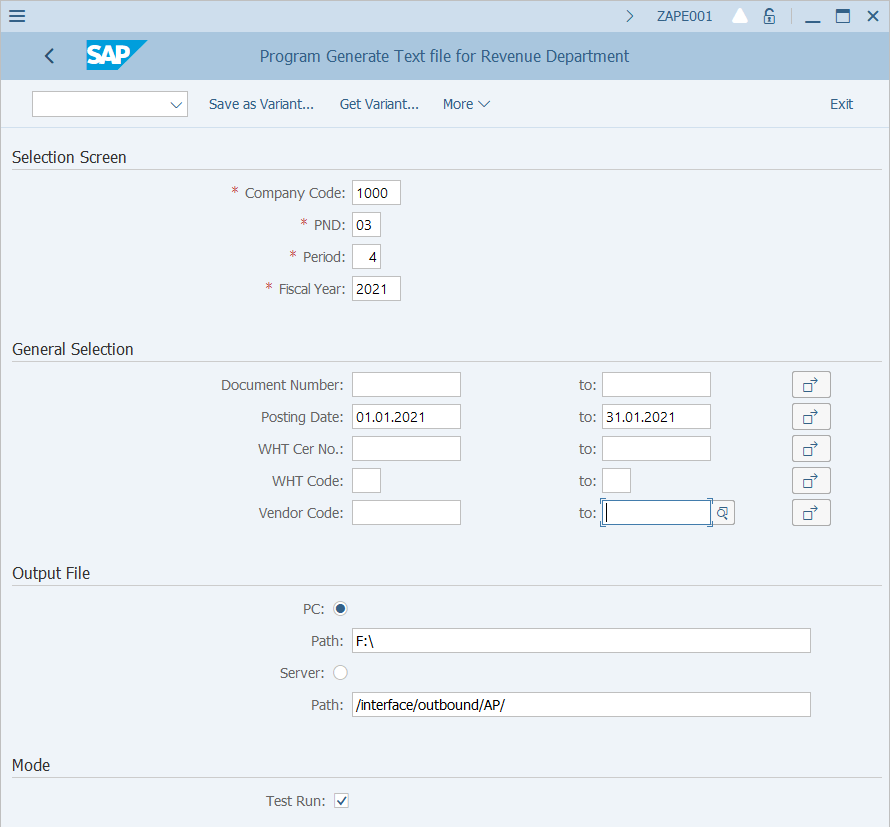 ZAPE001
SAP Program Generate Text file for Revenue Department
Save as Variant... Get Variant... More Exit
Selection Screen
* Company Code: 1000
* PND: 03
* Period: 4
* Fiscal Year: 2021
General Selection
Document Number: to:
Posting Date: 01.01.2021 to: 31.01.2021
WHT Cer No.: to:
WHT Code: to:
Vendor Code: to:
Output File
PC:
Path: F:\
Server:
Path: /interface/outbound/AP/
Mode
Test Run: